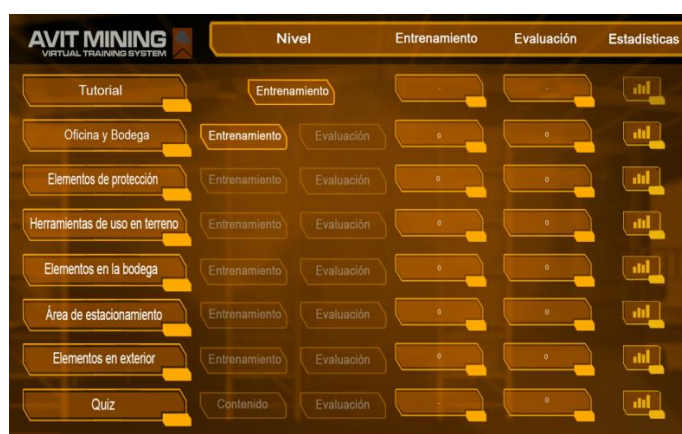 AVIT MINING
VIRTUAL TRAINING SYSTEM
Nivel Entrenamiento Evaluación Estadísticas
Tutorial Entrenamiento - -
Oficina y Bodega Entrenamiento Evaluación 0 0
Elementos de protección Entrenamiento Evaluación 0 0
Herramientas de uso en terreno Entrenamiento Evaluación 0 0
Elementos en la bodega Entrenamiento Evaluación 0 0
Área de estacionamiento Entrenamiento Evaluación 0 0
Elementos en exterior Entrenamiento Evaluación 0 0
Quiz Contenido Evaluación - 0